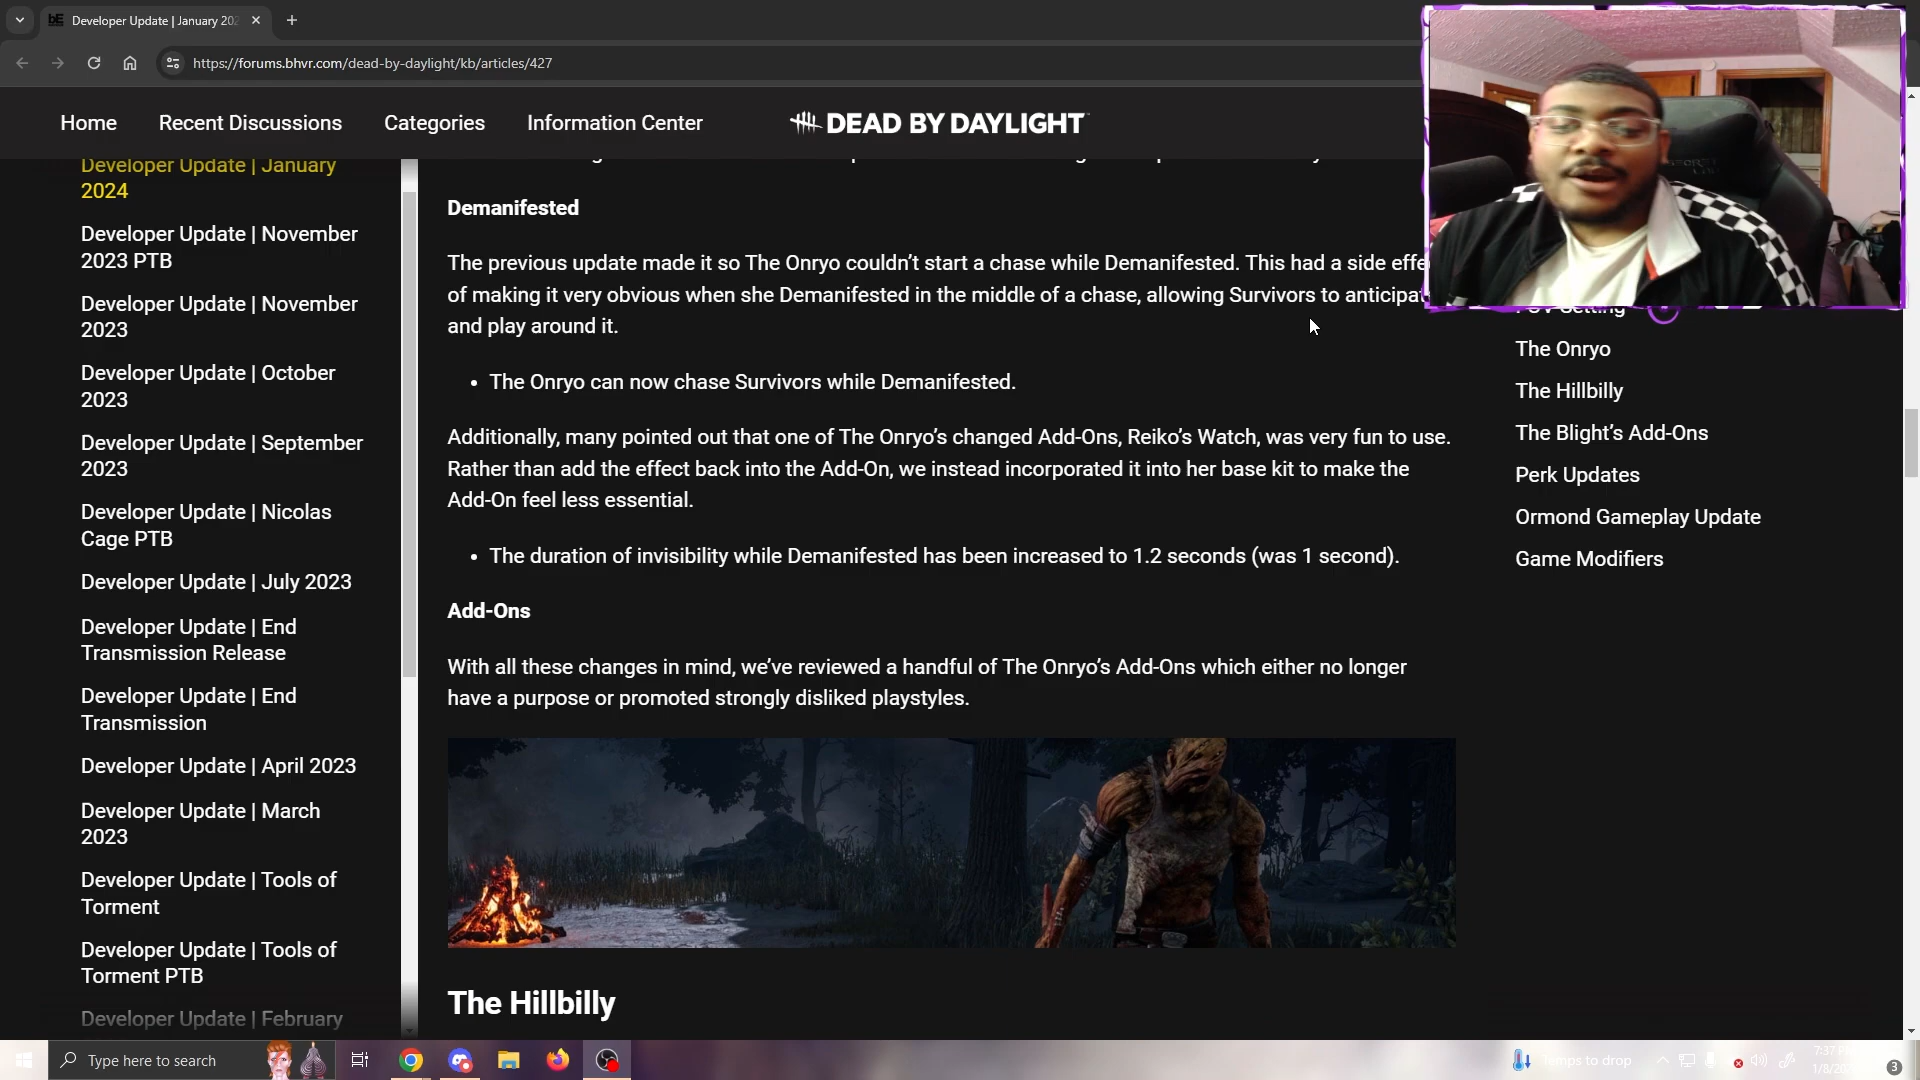 Developer Update | January 202
https://forums.bhvr.com/dead-by-daylight/kb/articles/427
Home
Recent Discussions
Categories
Information Center
DEAD BY DAYLIGHT
Developer Update | January
2024
Developer Update | November
2023 PTB
Developer Update | November
2023
Developer Update | October
2023
Developer Update | September
2023
Developer Update | Nicolas
Cage PTB
Developer Update | July 2023
Developer Update | End
Transmission Release
Developer Update | End
Transmission
Developer Update | April 2023
Developer Update | March
2023
Developer Update | Tools of
Torment
Developer Update | Tools of
Torment PTB
Developer Update | February
Demanifested
The previous update made it so The Onryo couldn’t start a chase while Demanifested. This had a side effe
of making it very obvious when she Demanifested in the middle of a chase, allowing Survivors to anticipat
and play around it.
• The Onryo can now chase Survivors while Demanifested.
Additionally, many pointed out that one of The Onryo’s changed Add-Ons, Reiko’s Watch, was very fun to use.
Rather than add the effect back into the Add-On, we instead incorporated it into her base kit to make the
Add-On feel less essential.
• The duration of invisibility while Demanifested has been increased to 1.2 seconds (was 1 second).
Add-Ons
With all these changes in mind, we’ve reviewed a handful of The Onryo’s Add-Ons which either no longer
have a purpose or promoted strongly disliked playstyles.
The Hillbilly
The Onryo
The Hillbilly
The Blight’s Add-Ons
Perk Updates
Ormond Gameplay Update
Game Modifiers
Type here to search
Temps to drop
3